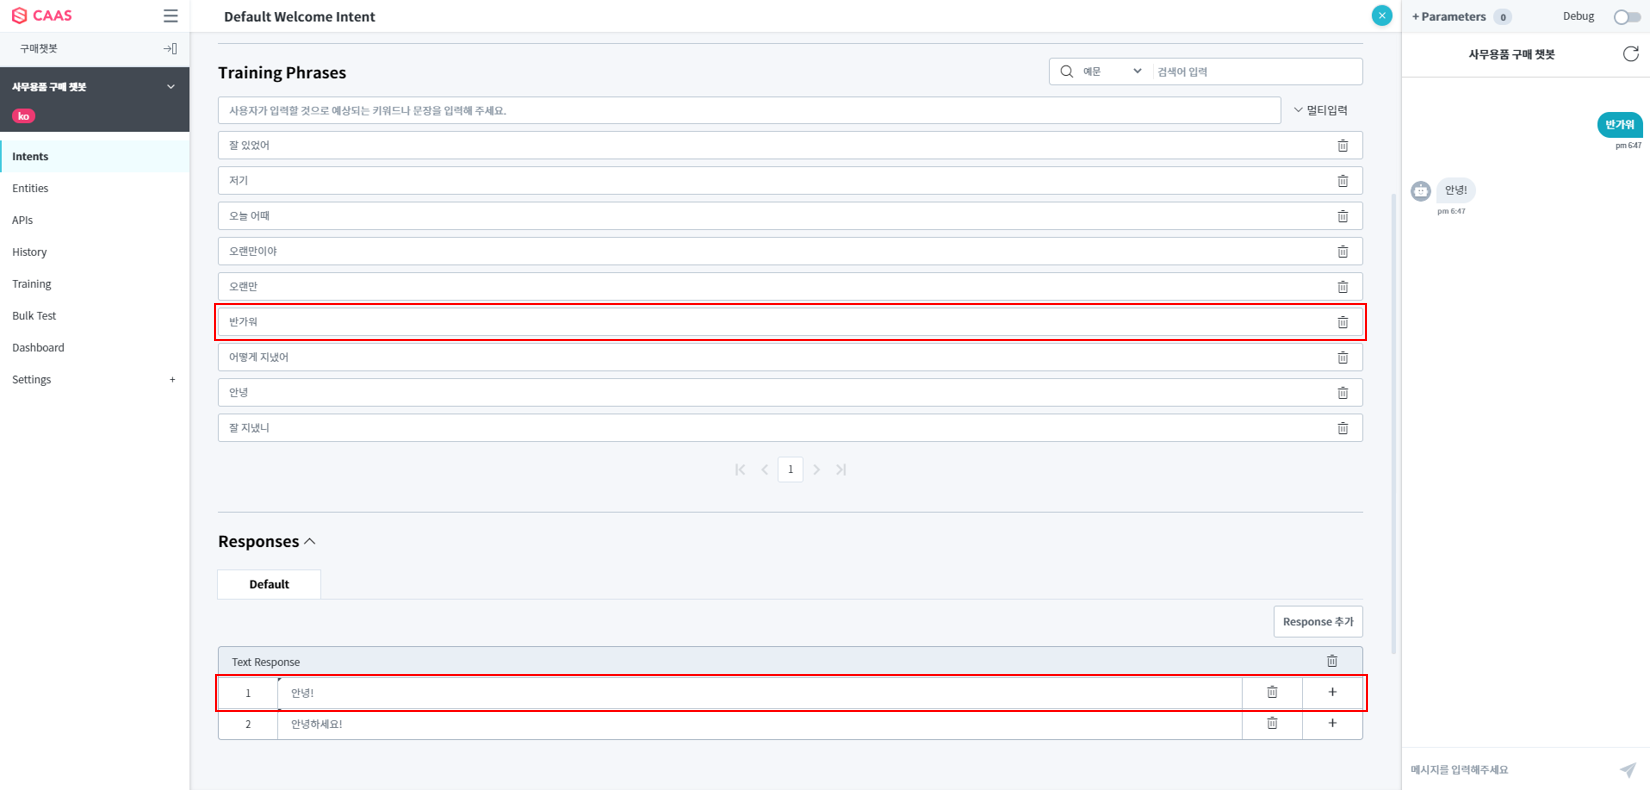 CAAS
구매챗봇
사무용품 구매 챗봇
ko
Intents
Entities
APIs
History
Training
Bulk Test
Dashboard
Settings +
Default Welcome Intent
Training Phrases
예문
검색어 입력
사용자가 입력할 것으로 예상되는 키워드나 문장을 입력해 주세요.
멀티입력
잘 있었어
저기
오늘 어때
오랜만이야
오랜만
반가워
어떻게 지냈어
안녕
잘 지냈니
1
Responses
Default
Response 추가
Text Response
1 안녕! +
2 안녕하세요! +
+ Parameters 0 Debug
사무용품 구매 챗봇
반가워
pm 6:47
안녕!
pm 6:47
메시지를 입력해주세요